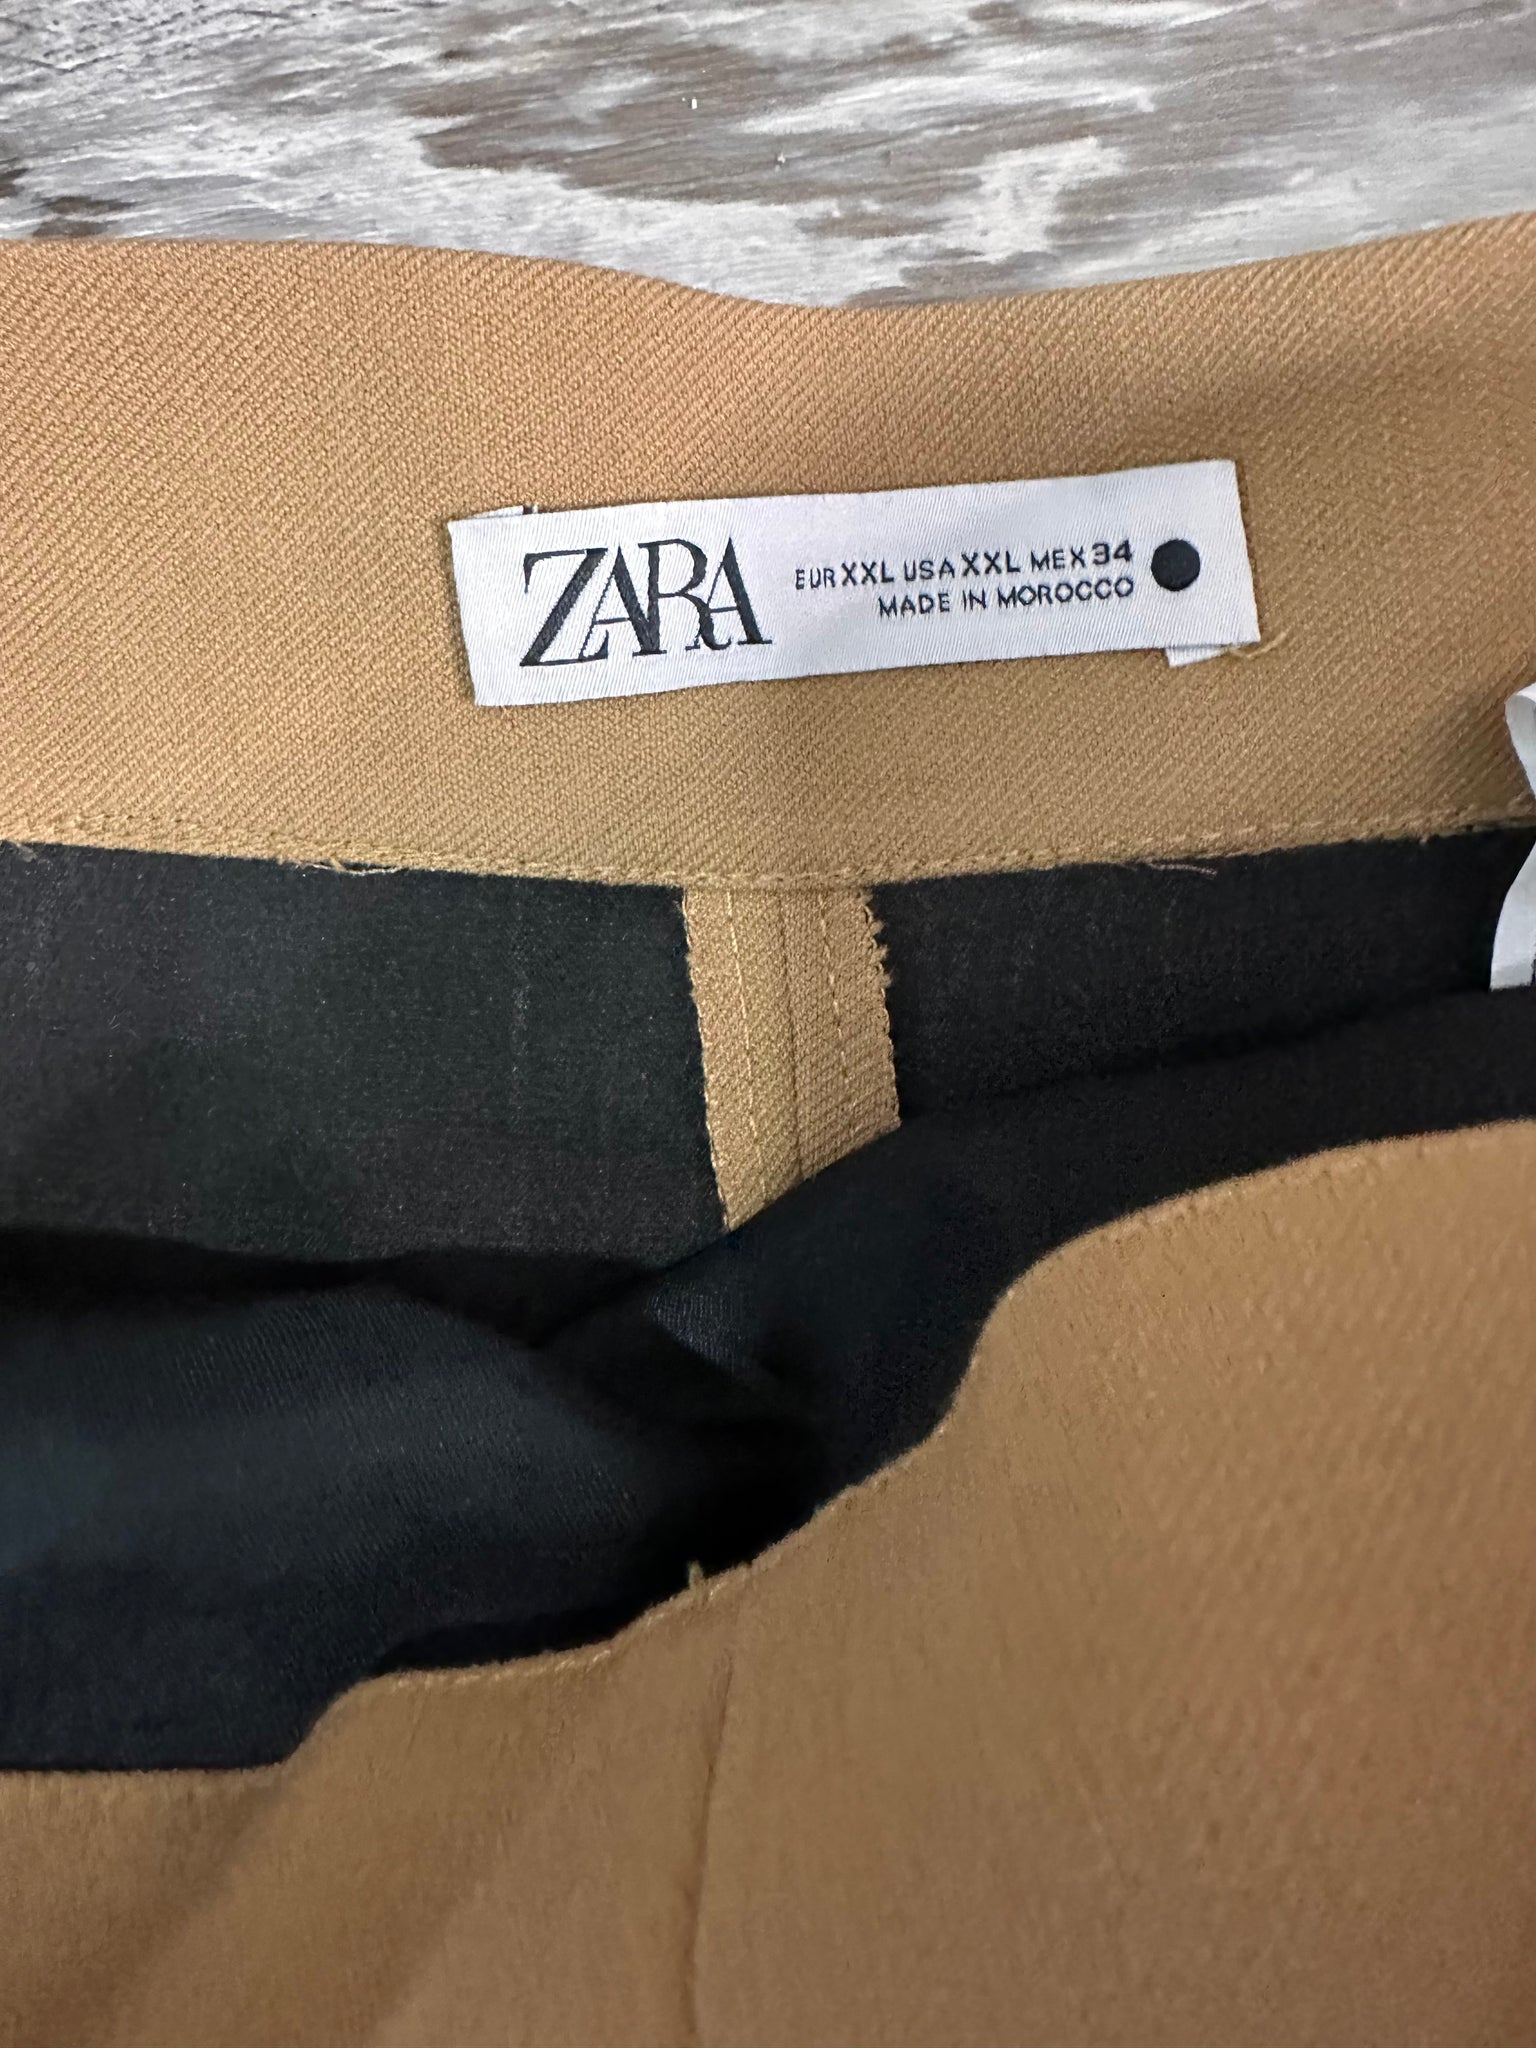 ZARA
EUR XXL USA XXL MEX 34
MADE IN MOROCCO